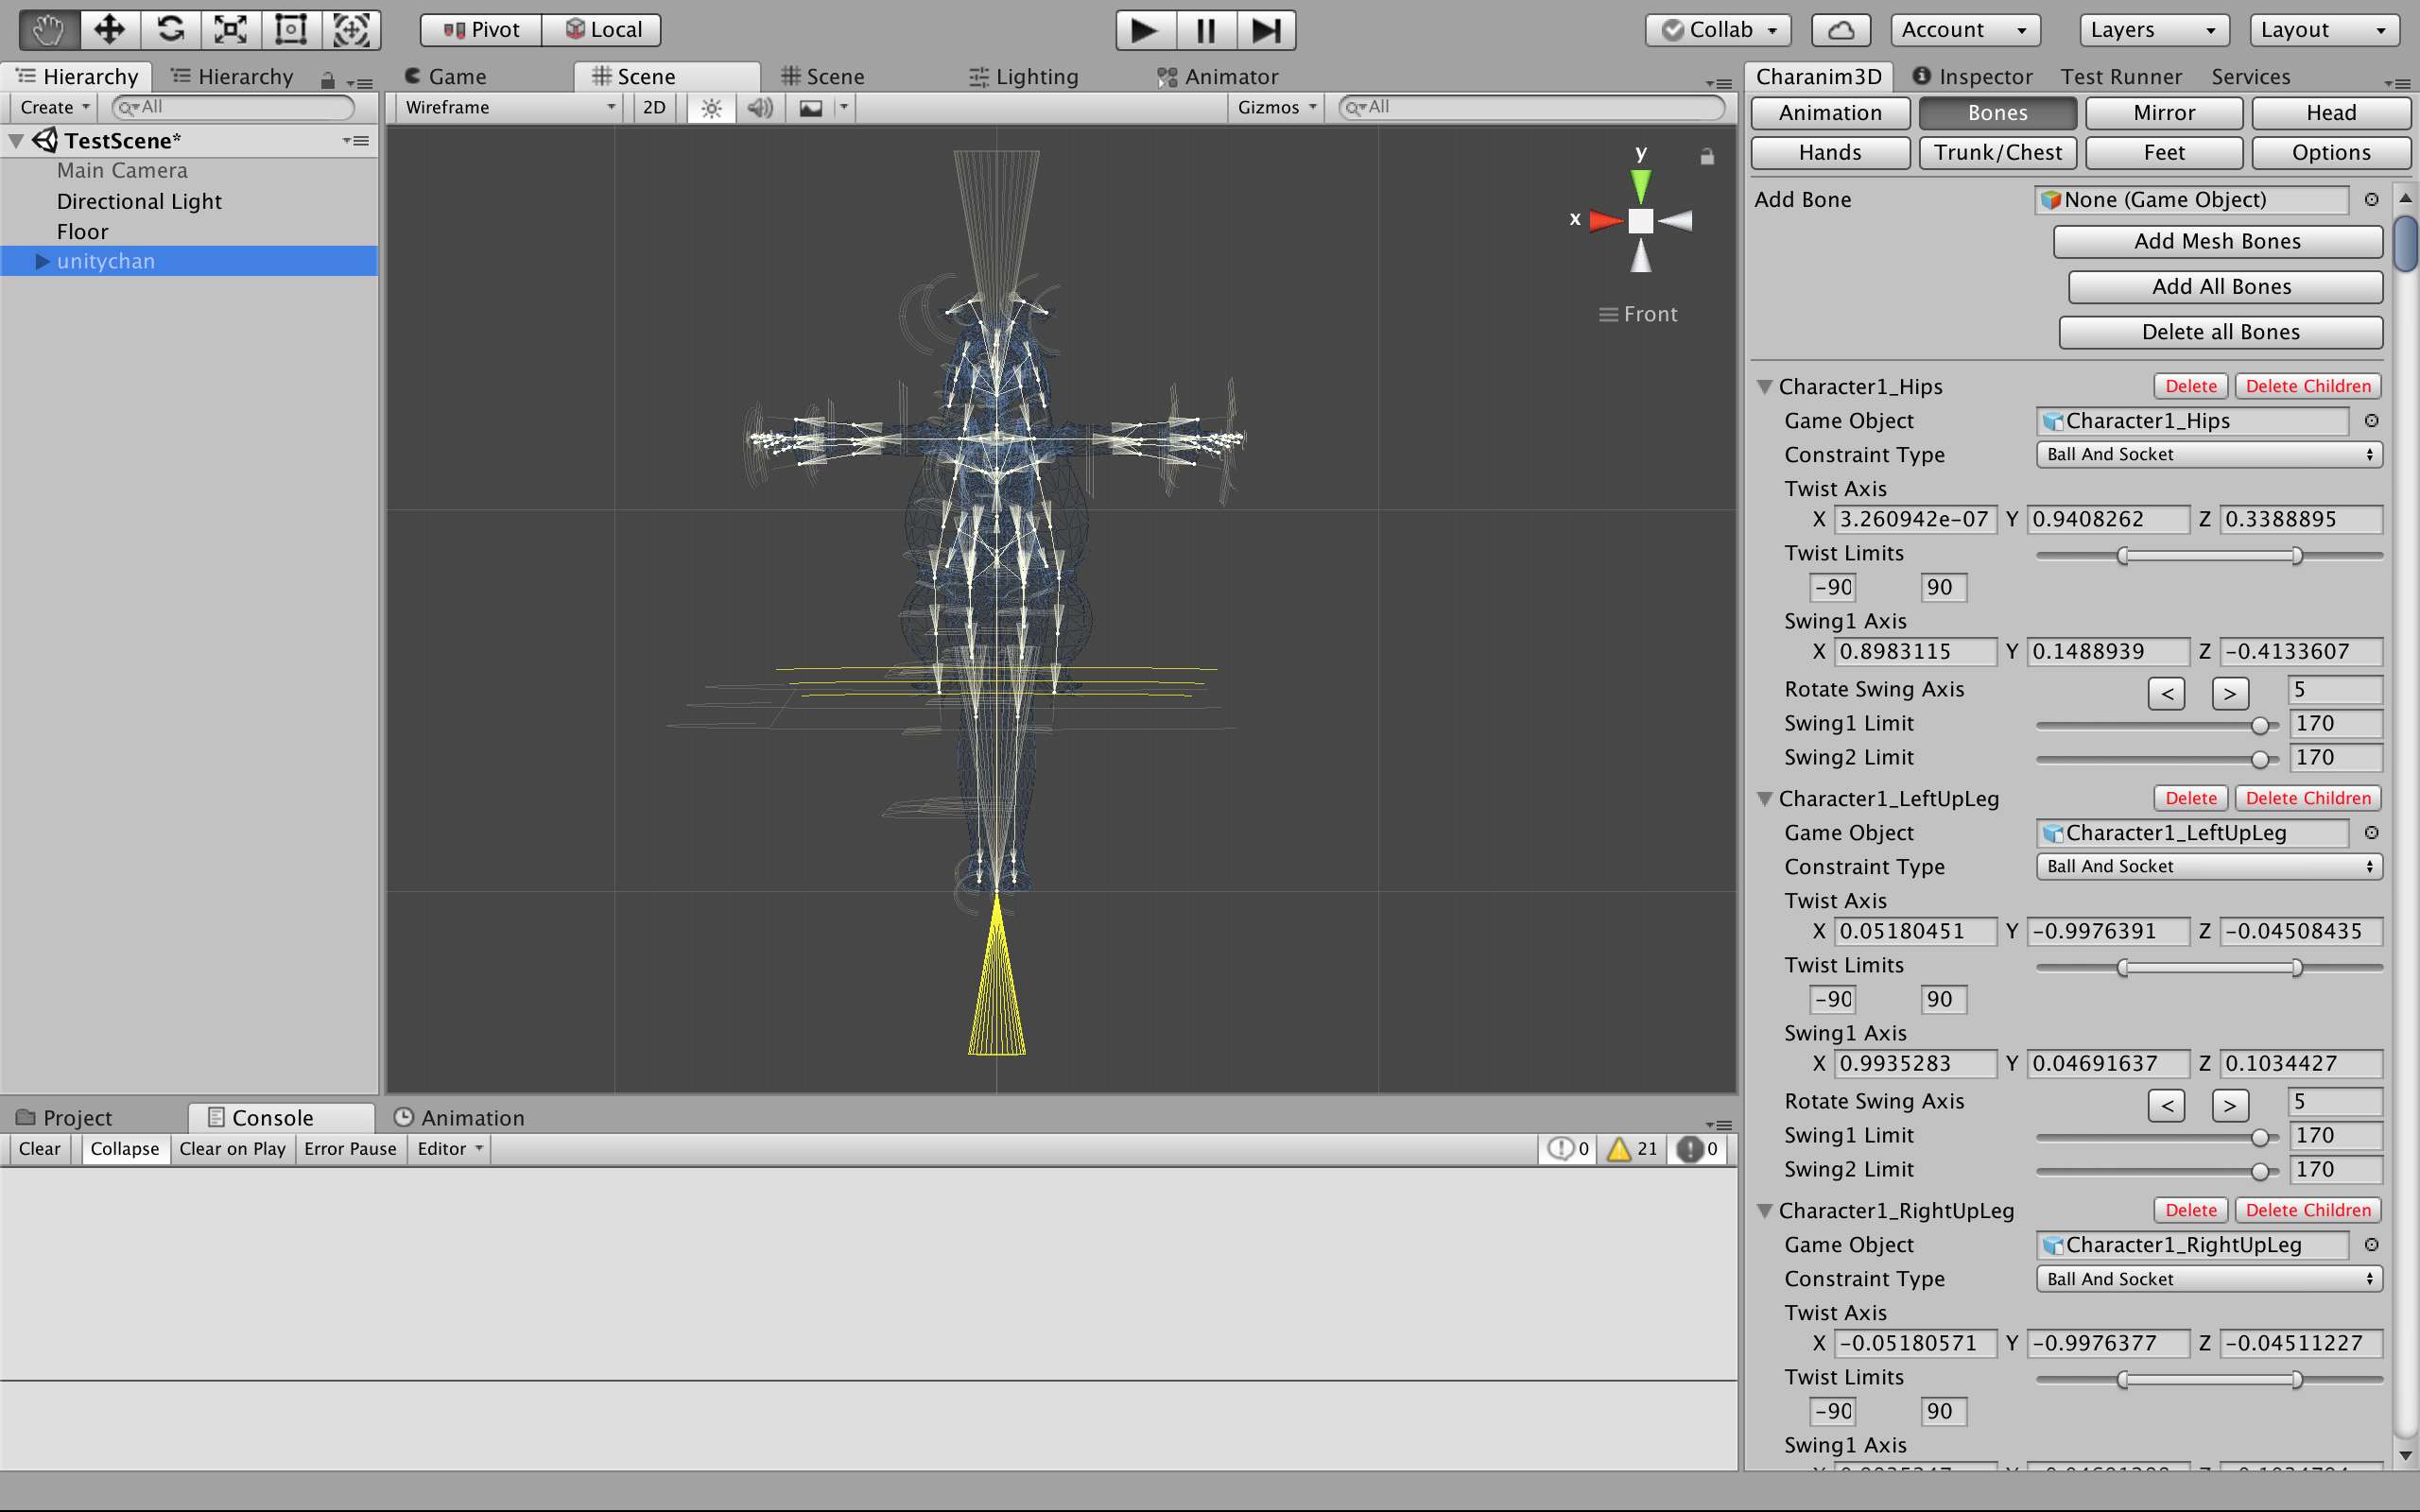 Pivot Local Collab Account Layers Layout
Hierarchy Hierarchy Game Scene Scene Lighting Animator Charanim3D Inspector Test Runner Services
Create All Wireframe 2D Gizmos All
Animation Bones Mirror Head
TestScene*
Hands Trunk/Chest Feet Options
Main Camera
Directional Light
Floor
unitychan
y
x
Front
Add Bone None (Game Object)
Add Mesh Bones
Add All Bones
Delete all Bones
Character1_Hips Delete Delete Children
Game Object Character1_Hips
Constraint Type Ball And Socket
Twist Axis
X 3.260942e-07 Y 0.9408262 Z 0.3388895
Twist Limits
-90 90
Swing1 Axis
X 0.8983115 Y 0.1488939 Z -0.4133607
Rotate Swing Axis < > 5
Swing1 Limit 170
Swing2 Limit 170
Character1_LeftUpLeg Delete Delete Children
Game Object Character1_LeftUpLeg
Constraint Type Ball And Socket
Twist Axis
X 0.05180451 Y -0.9976391 Z -0.04508435
Twist Limits
-90 90
Swing1 Axis
X 0.9935283 Y 0.04691637 Z 0.1034427
Rotate Swing Axis < > 5
Swing1 Limit 170
Swing2 Limit 170
Character1_RightUpLeg Delete Delete Children
Game Object Character1_RightUpLeg
Constraint Type Ball And Socket
Twist Axis
X -0.05180571 Y -0.9976377 Z -0.04511227
Twist Limits
-90 90
Swing1 Axis
Project Console Animation
Clear Collapse Clear on Play Error Pause Editor 0 21 0